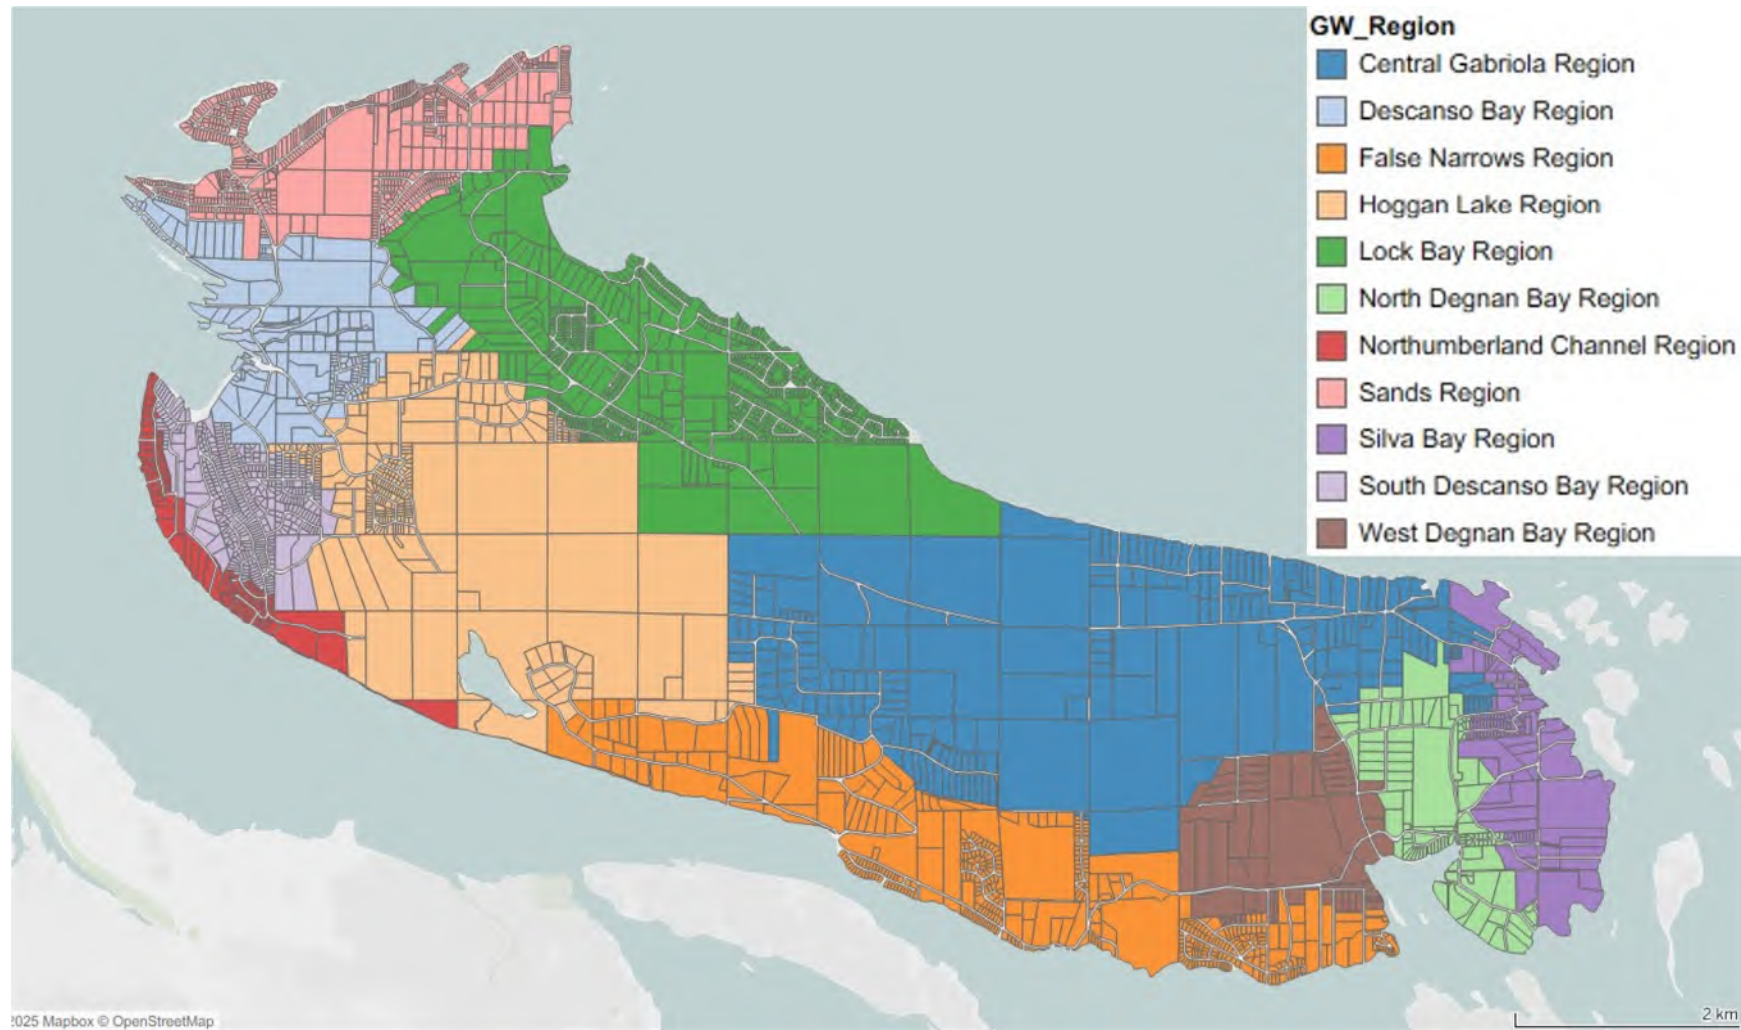 GW_Region
Central Gabriola Region
Descanso Bay Region
False Narrows Region
Hoggan Lake Region
Lock Bay Region
North Degnan Bay Region
Northumberland Channel Region
Sands Region
Silva Bay Region
South Descanso Bay Region
West Degnan Bay Region
2025 Mapbox © OpenStreetMap
2 km